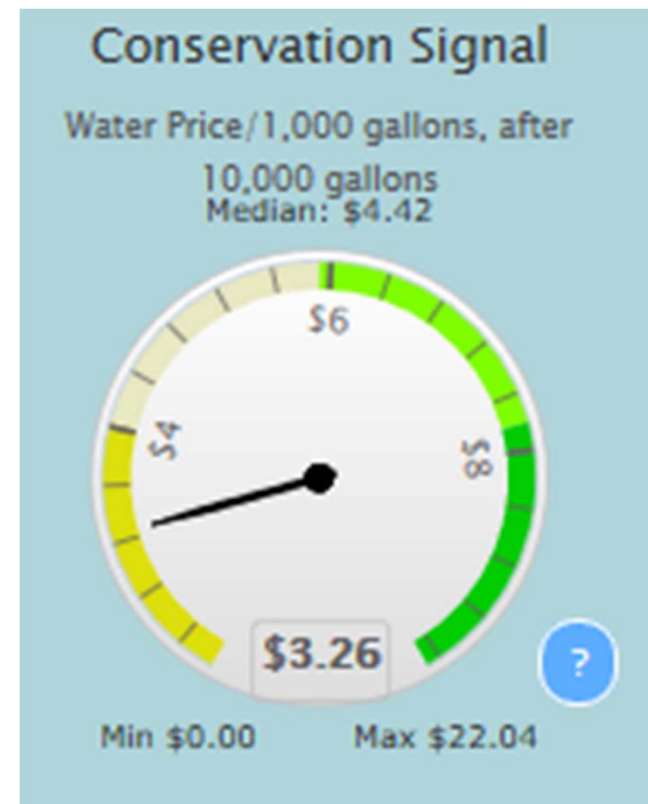 Conservation Signal
Water Price/1,000 gallons, after
10,000 gallons
Median: $4.42
$6
$4
$8
$3.26
?
Min $0.00 Max $22.04